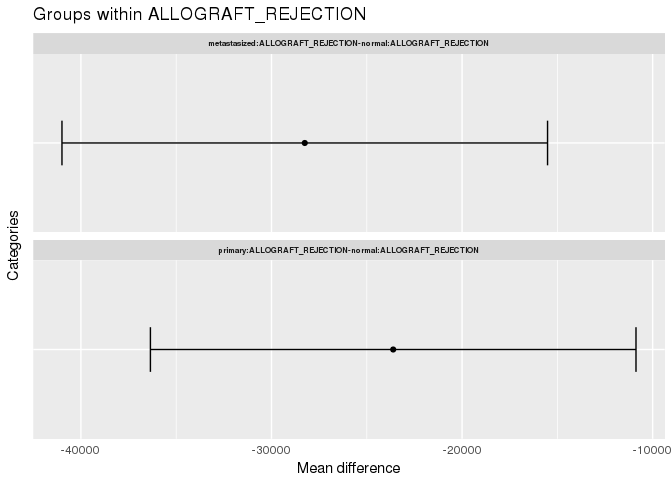 Groups within ALLOGRAFT_REJECTION
metastasized:ALLOGRAFT_REJECTION-normal:ALLOGRAFT_REJECTION
primary:ALLOGRAFT_REJECTION-normal:ALLOGRAFT_REJECTION
Categories
-40000 -30000 -20000 -10000
Mean difference